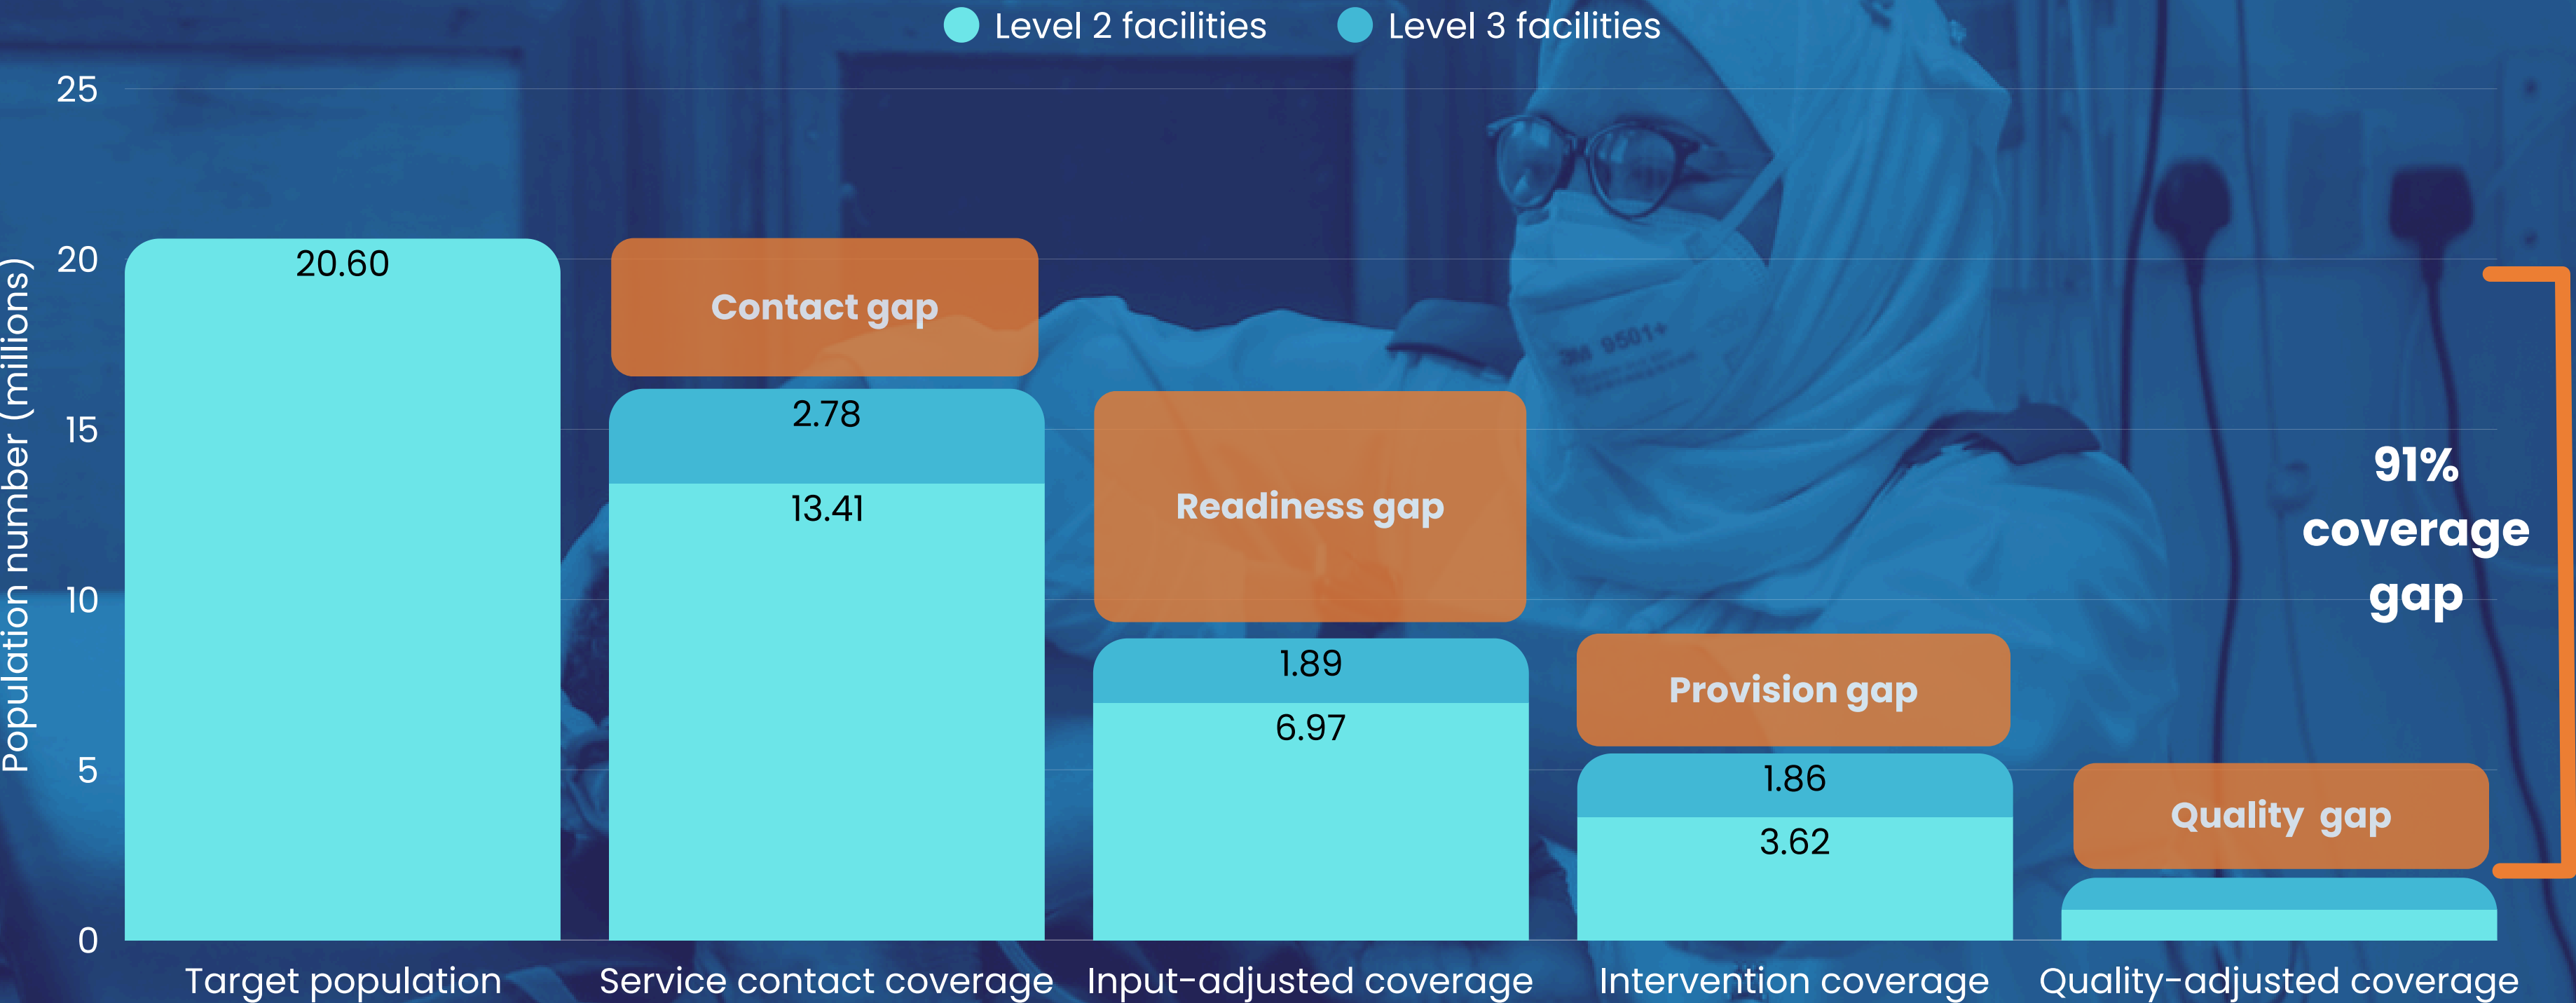 Level 2 facilities
Level 3 facilities
Population number (millions)
25
20
15
10
5
0
20.60
Contact gap
2.78
13.41
Readiness gap
1.89
6.97
Provision gap
1.86
3.62
Quality gap
91%
coverage
gap
3M 9501+
Target population
Service contact coverage
Input-adjusted coverage
Intervention coverage
Quality-adjusted coverage